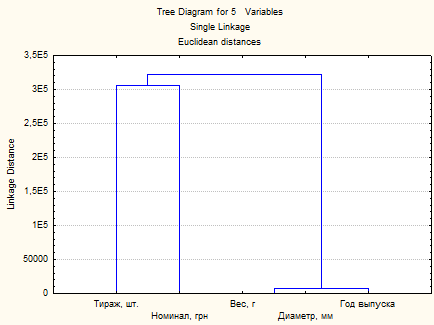 Tree Diagram for 5 Variables
Single Linkage
Euclidean distances
3,5E5
3E5
2,5E5
2E5
1,5E5
1E5
50000
0
Linkage Distance
Тираж, шт.
Вес, г
Год выпуска
Номинал, грн
Диаметр, мм